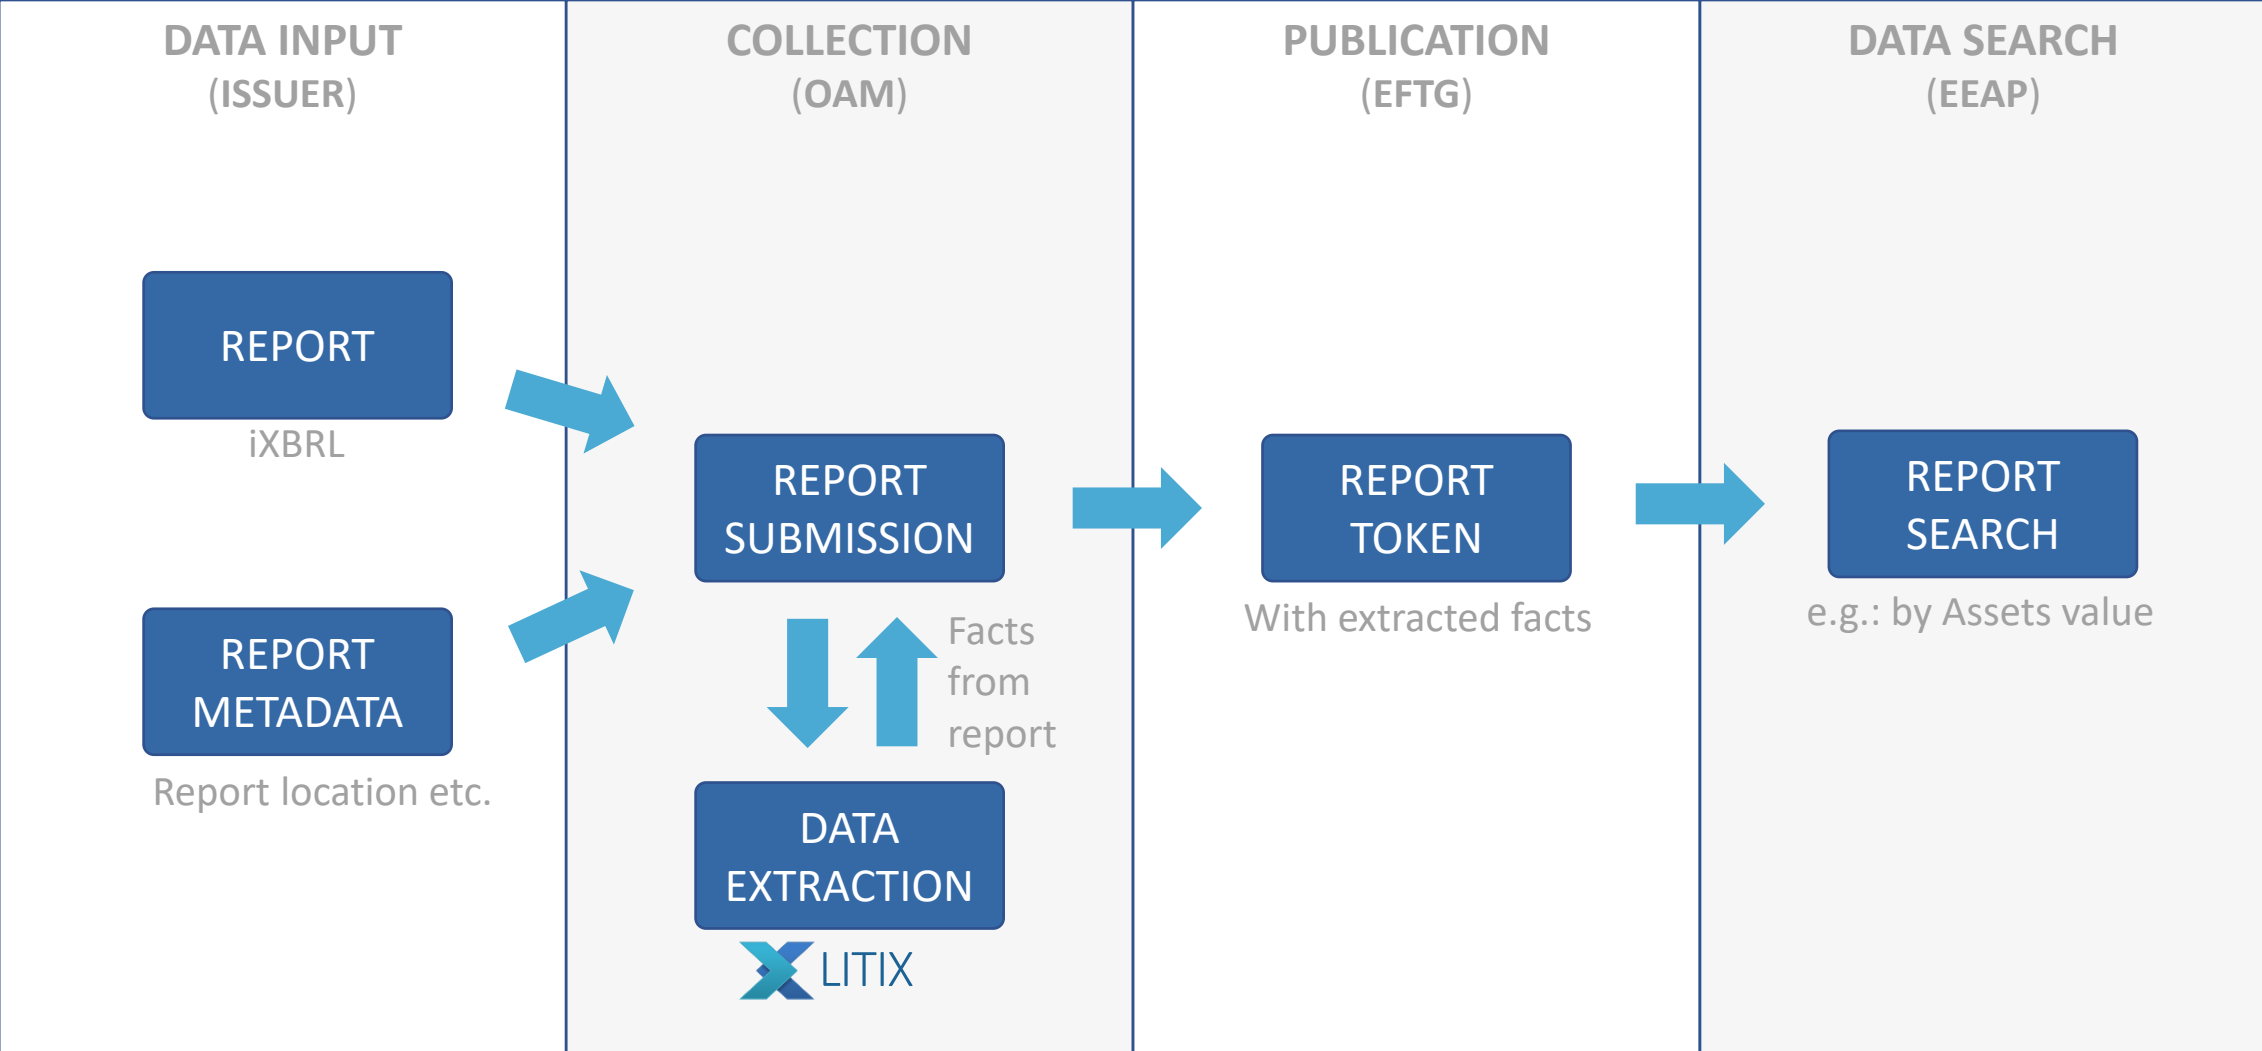 DATA INPUT
(ISSUER)
COLLECTION
(OAM)
PUBLICATION
(EFTG)
DATA SEARCH
(EEAP)
REPORT
iXBRL
REPORT
METADATA
Report location etc.
REPORT
SUBMISSION
Facts
from
report
DATA
EXTRACTION
XLITIX
REPORT
TOKEN
With extracted facts
REPORT
SEARCH
e.g.: by Assets value